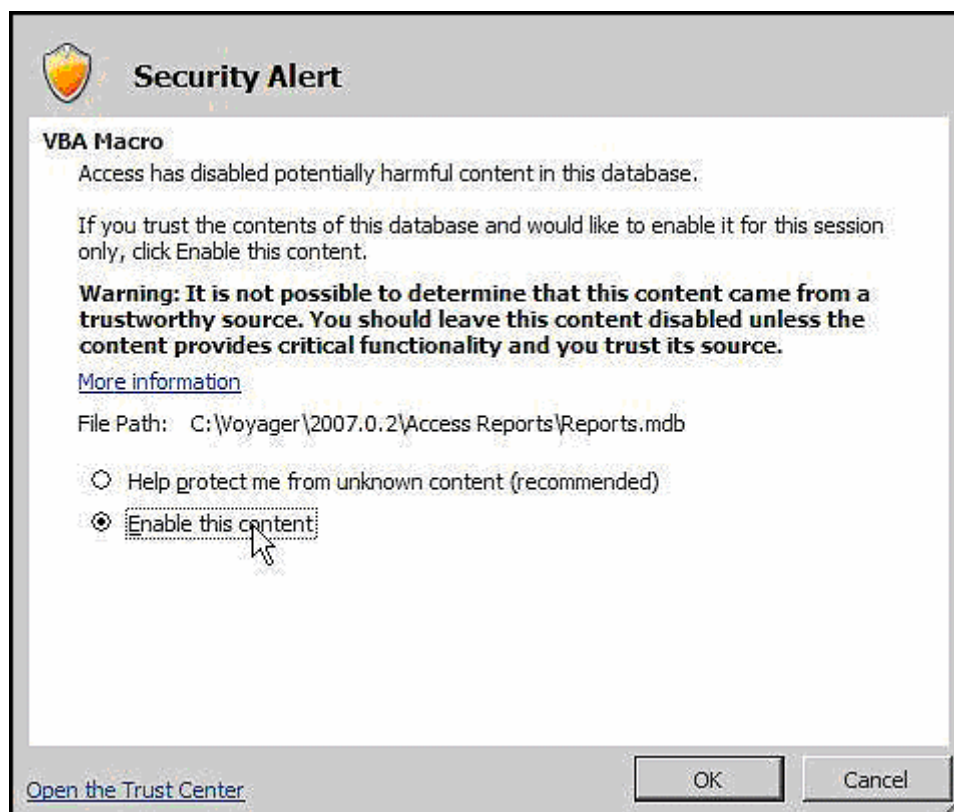 Security Alert
VBA Macro
Access has disabled potentially harmful content in this database.
If you trust the contents of this database and would like to enable it for this session
only, click Enable this content.
Warning: It is not possible to determine that this content came from a
trustworthy source. You should leave this content disabled unless the
content provides critical functionality and you trust its source.
More information
File Path: C:\Voyager\2007.0.2\Access Reports\Reports.mdb
Help protect me from unknown content (recommended)
Enable this content
Open the Trust Center
OK
Cancel